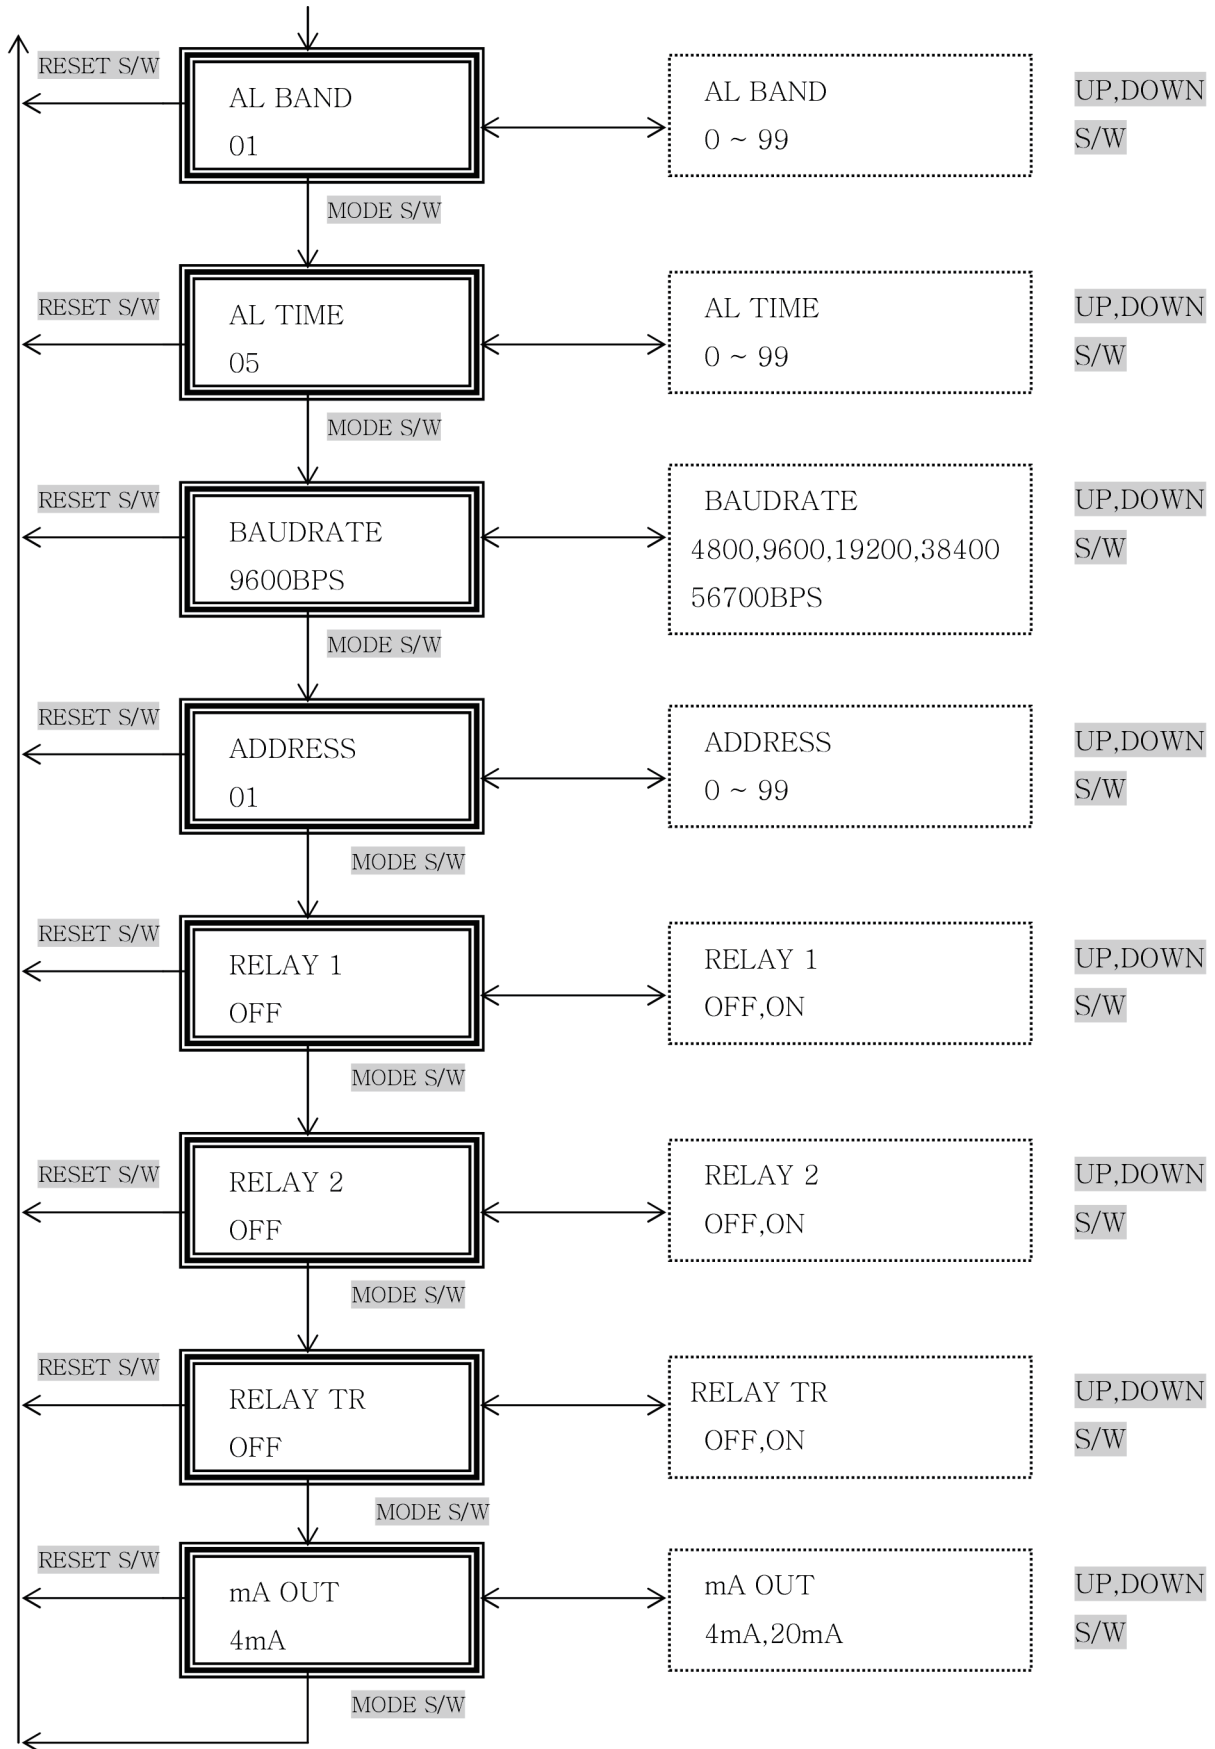 RESET S/W
AL BAND
01
AL BAND
0 ~ 99
UP,DOWN
S/W
MODE S/W
RESET S/W
AL TIME
05
AL TIME
0 ~ 99
UP,DOWN
S/W
MODE S/W
RESET S/W
BAUDRATE
9600BPS
BAUDRATE
4800,9600,19200,38400
56700BPS
UP,DOWN
S/W
MODE S/W
RESET S/W
ADDRESS
01
ADDRESS
0 ~ 99
UP,DOWN
S/W
MODE S/W
RESET S/W
RELAY 1
OFF
RELAY 1
OFF,ON
UP,DOWN
S/W
MODE S/W
RESET S/W
RELAY 2
OFF
RELAY 2
OFF,ON
UP,DOWN
S/W
MODE S/W
RESET S/W
RELAY TR
OFF
RELAY TR
OFF,ON
UP,DOWN
S/W
MODE S/W
RESET S/W
mA OUT
4mA
mA OUT
4mA,20mA
UP,DOWN
S/W
MODE S/W